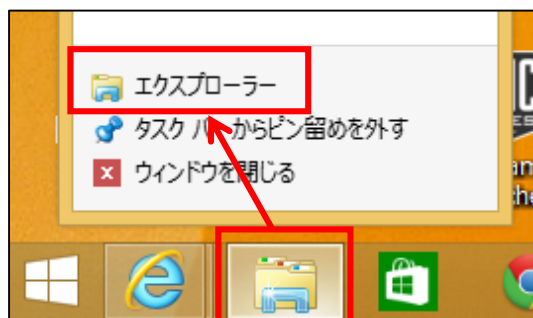 エクスプローラー
タスク バーからピン留めを外す
ウィンドウを閉じる